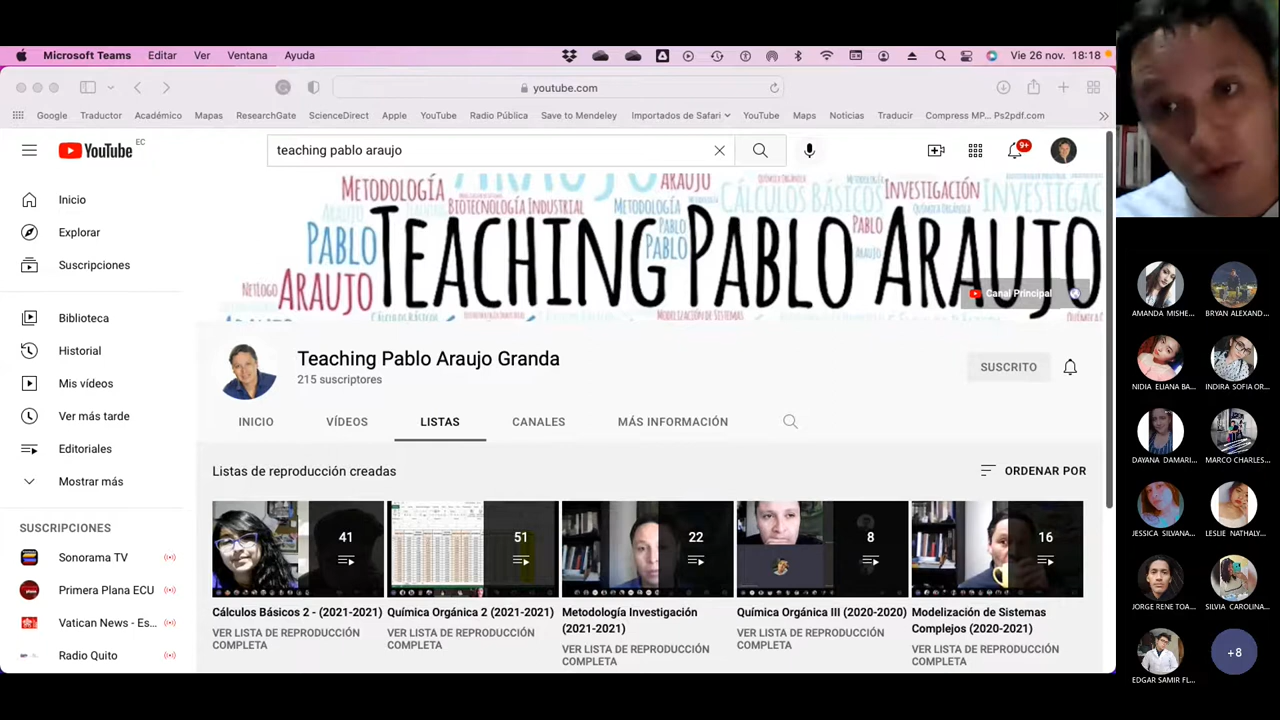 Microsoft Teams Editar Ver Ventana Ayuda Vie 26 nov. 18:18
youtube.com
Google Traductor Académico Mapas ResearchGate ScienceDirect Apple YouTube Radio Pública Save to Mendeley Importados de Safari YouTube Maps Noticias Traducir Compress MP... Ps2pdf.com
YouTube EC
teaching pablo araujo
9+
METODOLOGÍA ARAUJO ARAUJO CÁLCULOS BÁSICOS INVESTIGACIÓN
BIOTECNOLOGÍA INDUSTRIAL METODOLOGÍA
PABLO TEACHING PABLO ARAUJO
PABLO
PABLO
NETLOGO ARAUJO
Canal Principal
Inicio
Explorar
Suscripciones
Biblioteca
Historial
Mis vídeos
Ver más tarde
Editoriales
Mostrar más
SUSCRIPCIONES
Sonorama TV
Primera Plana ECU
Vatican News - Es...
Radio Quito
Teaching Pablo Araujo Granda
215 suscriptores
SUSCRITO
INICIO VÍDEOS LISTAS CANALES MÁS INFORMACIÓN
Listas de reproducción creadas
ORDENAR POR
41
51
22
8
16
Cálculos Básicos 2 - (2021-2021)
VER LISTA DE REPRODUCCIÓN
COMPLETA
Química Orgánica 2 (2021-2021)
VER LISTA DE REPRODUCCIÓN
COMPLETA
Metodología Investigación
(2021-2021)
VER LISTA DE REPRODUCCIÓN
COMPLETA
Química Orgánica III (2020-2020)
VER LISTA DE REPRODUCCIÓN
COMPLETA
Modelización de Sistemas
Complejos (2020-2021)
VER LISTA DE REPRODUCCIÓN
COMPLETA
AMANDA MISHE... BRYAN ALEXAND...
NIDIA ELIANA BA... INDIRA SOFIA OR...
DAYANA DAMARI... MARCO CHARLES...
JESSICA SILVANA... LESLIE NATHALY...
JORGE RENE TOA... SILVIA CAROLINA...
EDGAR SAMIR FL... +8